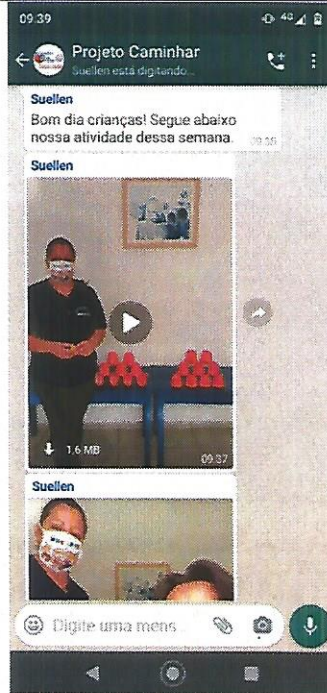 09:39
4G
Projeto Caminhar
Suellen está digitando...
Suellen
Bom dia crianças! Segue abaixo
nossa atividade dessa semana.
Suellen
1,6 MB
09:37
Suellen
Digite uma mens